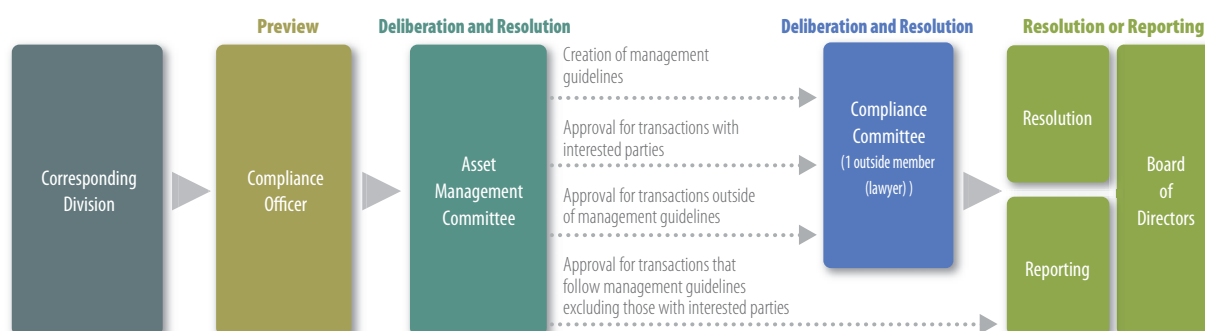 Preview
Deliberation and Resolution
Deliberation and Resolution
Resolution or Reporting
Corresponding
Division
Compliance
Officer
Asset
Management
Committee
Creation of management
guidelines
Approval for transactions with
interested parties
Approval for transactions outside
of management guidelines
Approval for transactions that
follow management guidelines
excluding those with interested parties
Compliance
Committee
(1 outside member
(lawyer) )
Resolution
Reporting
Board
of
Directors